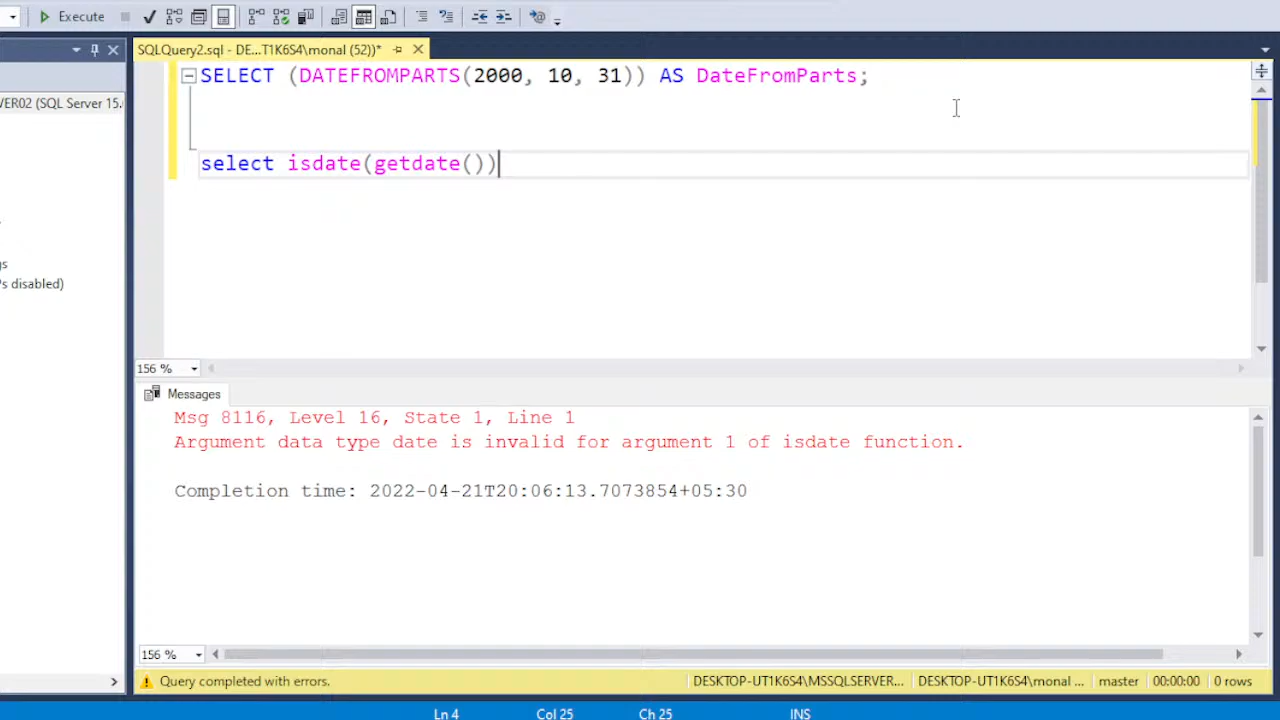 Execute
SQLQuery2.sql - DE...T1K6S4\monal (52))*
SELECT (DATEFROMPARTS(2000, 10, 31)) AS DateFromParts;
VER02 (SQL Server 15.
select isdate(getdate())
gs
's disabled)
156 %
Messages
Msg 8116, Level 16, State 1, Line 1
Argument data type date is invalid for argument 1 of isdate function.
Completion time: 2022-04-21T20:06:13.7073854+05:30
156 %
Query completed with errors.
DESKTOP-UT1K6S4\MSSQLSERVER...
DESKTOP-UT1K6S4\monal ...
master
00:00:00
0 rows
Ln 4
Col 25
Ch 25
INS